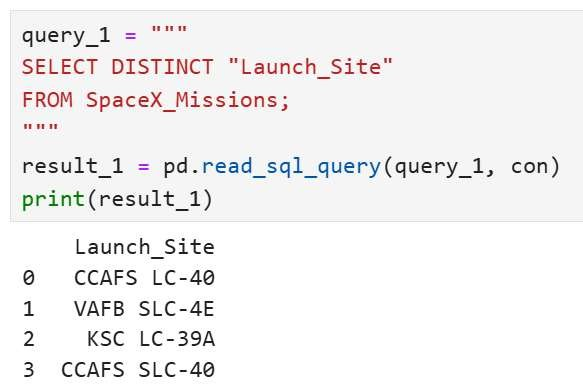 query_1 = """
SELECT DISTINCT "Launch_Site"
FROM SpaceX_Missions;
"""
result_1 = pd.read_sql_query(query_1, con)
print(result_1)
Launch_Site
0 CCAFS LC-40
1 VAFB SLC-4E
2 KSC LC-39A
3 CCAFS SLC-40